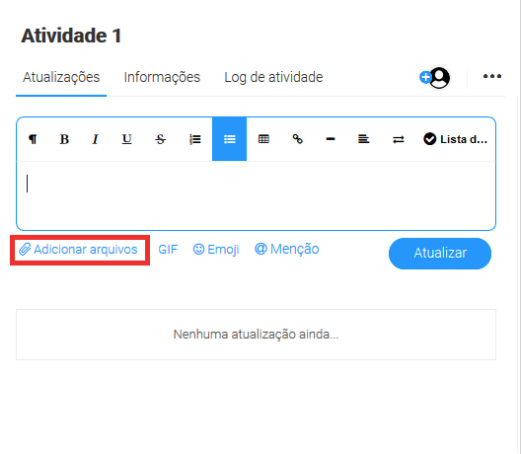 Atividade 1
Atualizações Informações Log de atividade
¶ B I U S Lista d...
Adicionar arquivos GIF Emoji @ Menção Atualizar
Nenhuma atualização ainda...